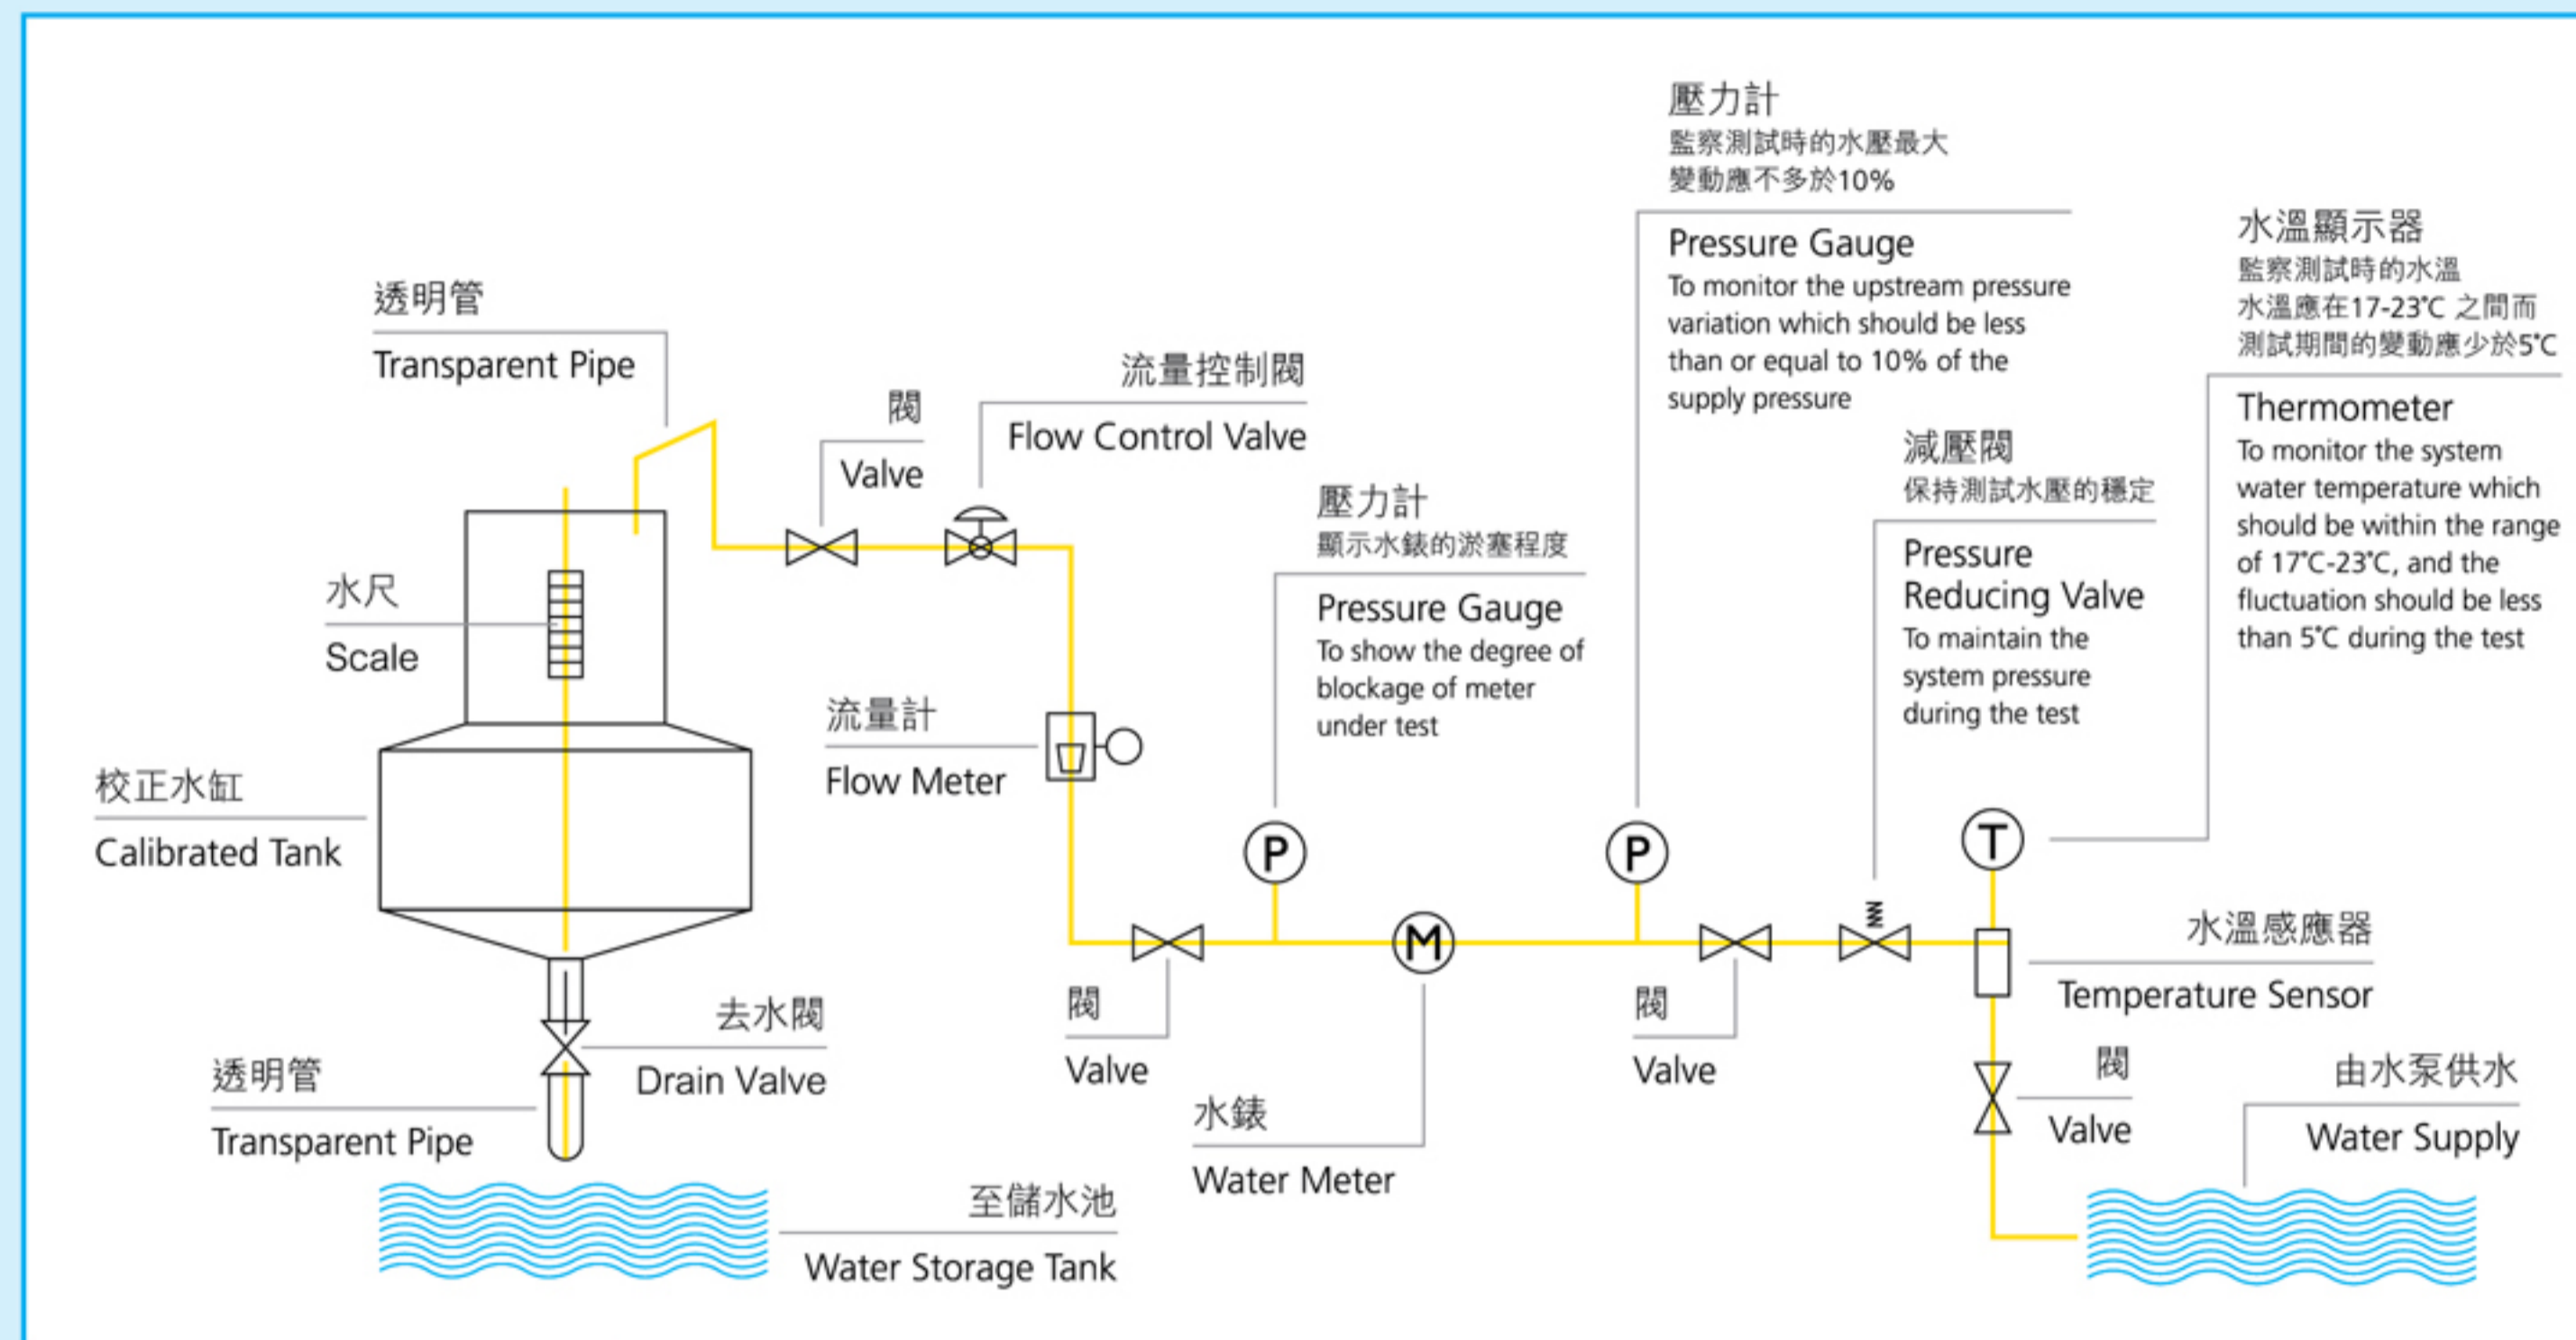 壓力計
監察測試時的水壓最大
變動應不多於10%
Pressure Gauge
To monitor the upstream pressure
variation which should be less
than or equal to 10% of the
supply pressure
水溫顯示器
監察測試時的水溫
水溫應在17-23°C 之間而
測試期間的變動應少於5°C
Thermometer
To monitor the system
water temperature which
should be within the range
of 17°C-23°C, and the
fluctuation should be less
than 5°C during the test
透明管
Transparent Pipe
閥
Valve
流量控制閥
Flow Control Valve
壓力計
顯示水錶的淤塞程度
Pressure Gauge
To show the degree of
blockage of meter
under test
減壓閥
保持測試水壓的穩定
Pressure
Reducing Valve
To maintain the
system pressure
during the test
水尺
Scale
流量計
Flow Meter
校正水缸
Calibrated Tank
P
P
T
M
水溫感應器
Temperature Sensor
去水閥
Drain Valve
閥
Valve
閥
Valve
閥
Valve
透明管
Transparent Pipe
水錶
Water Meter
由水泵供水
Water Supply
至儲水池
Water Storage Tank